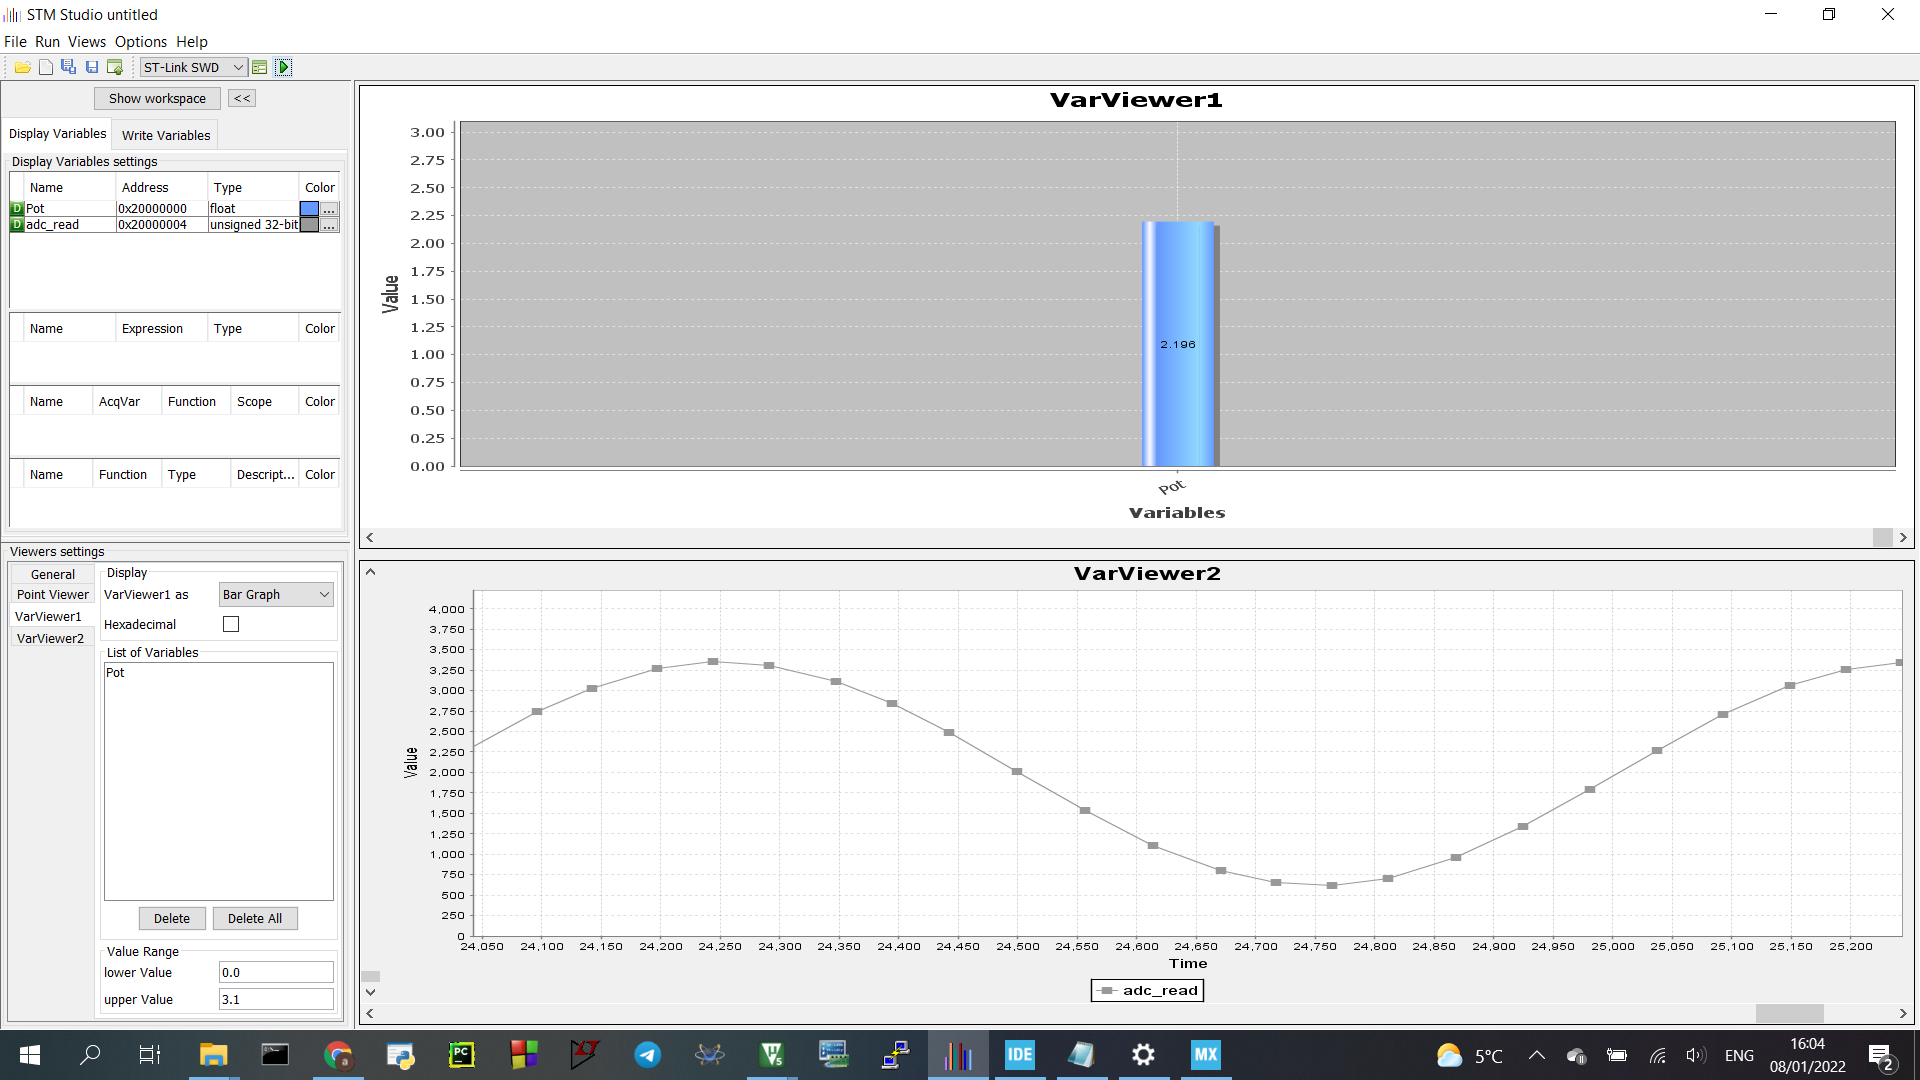 STM Studio untitled
File Run Views Options Help
ST-Link SWD
Show workspace <<
Display Variables Write Variables
Display Variables settings
Name Address Type Color
D Pot 0x20000000 float ...
D adc_read 0x20000004 unsigned 32-bit ...
Name Expression Type Color
Name AcqVar Function Scope Color
Name Function Type Descript... Color
Viewers settings
General
Point Viewer
VarViewer1
VarViewer2
Display
VarViewer1 as Bar Graph
Hexadecimal
List of Variables
Pot
Delete Delete All
Value Range
lower Value 0.0
upper Value 3.1
VarViewer1
3.00
2.75
2.50
2.25
2.00
1.75
1.50
1.25
1.00
0.75
0.50
0.25
0.00
Value
2.196
Pot
Variables
VarViewer2
4,000
3,750
3,500
3,250
3,000
2,750
2,500
2,250
2,000
1,750
1,500
1,250
1,000
750
500
250
0
Value
24,050 24,100 24,150 24,200 24,250 24,300 24,350 24,400 24,450 24,500 24,550 24,600 24,650 24,700 24,750 24,800 24,850 24,900 24,950 25,000 25,050 25,100 25,150 25,200
Time
adc_read
PC
5
IDE
MX
5°C
ENG
16:04
08/01/2022
2